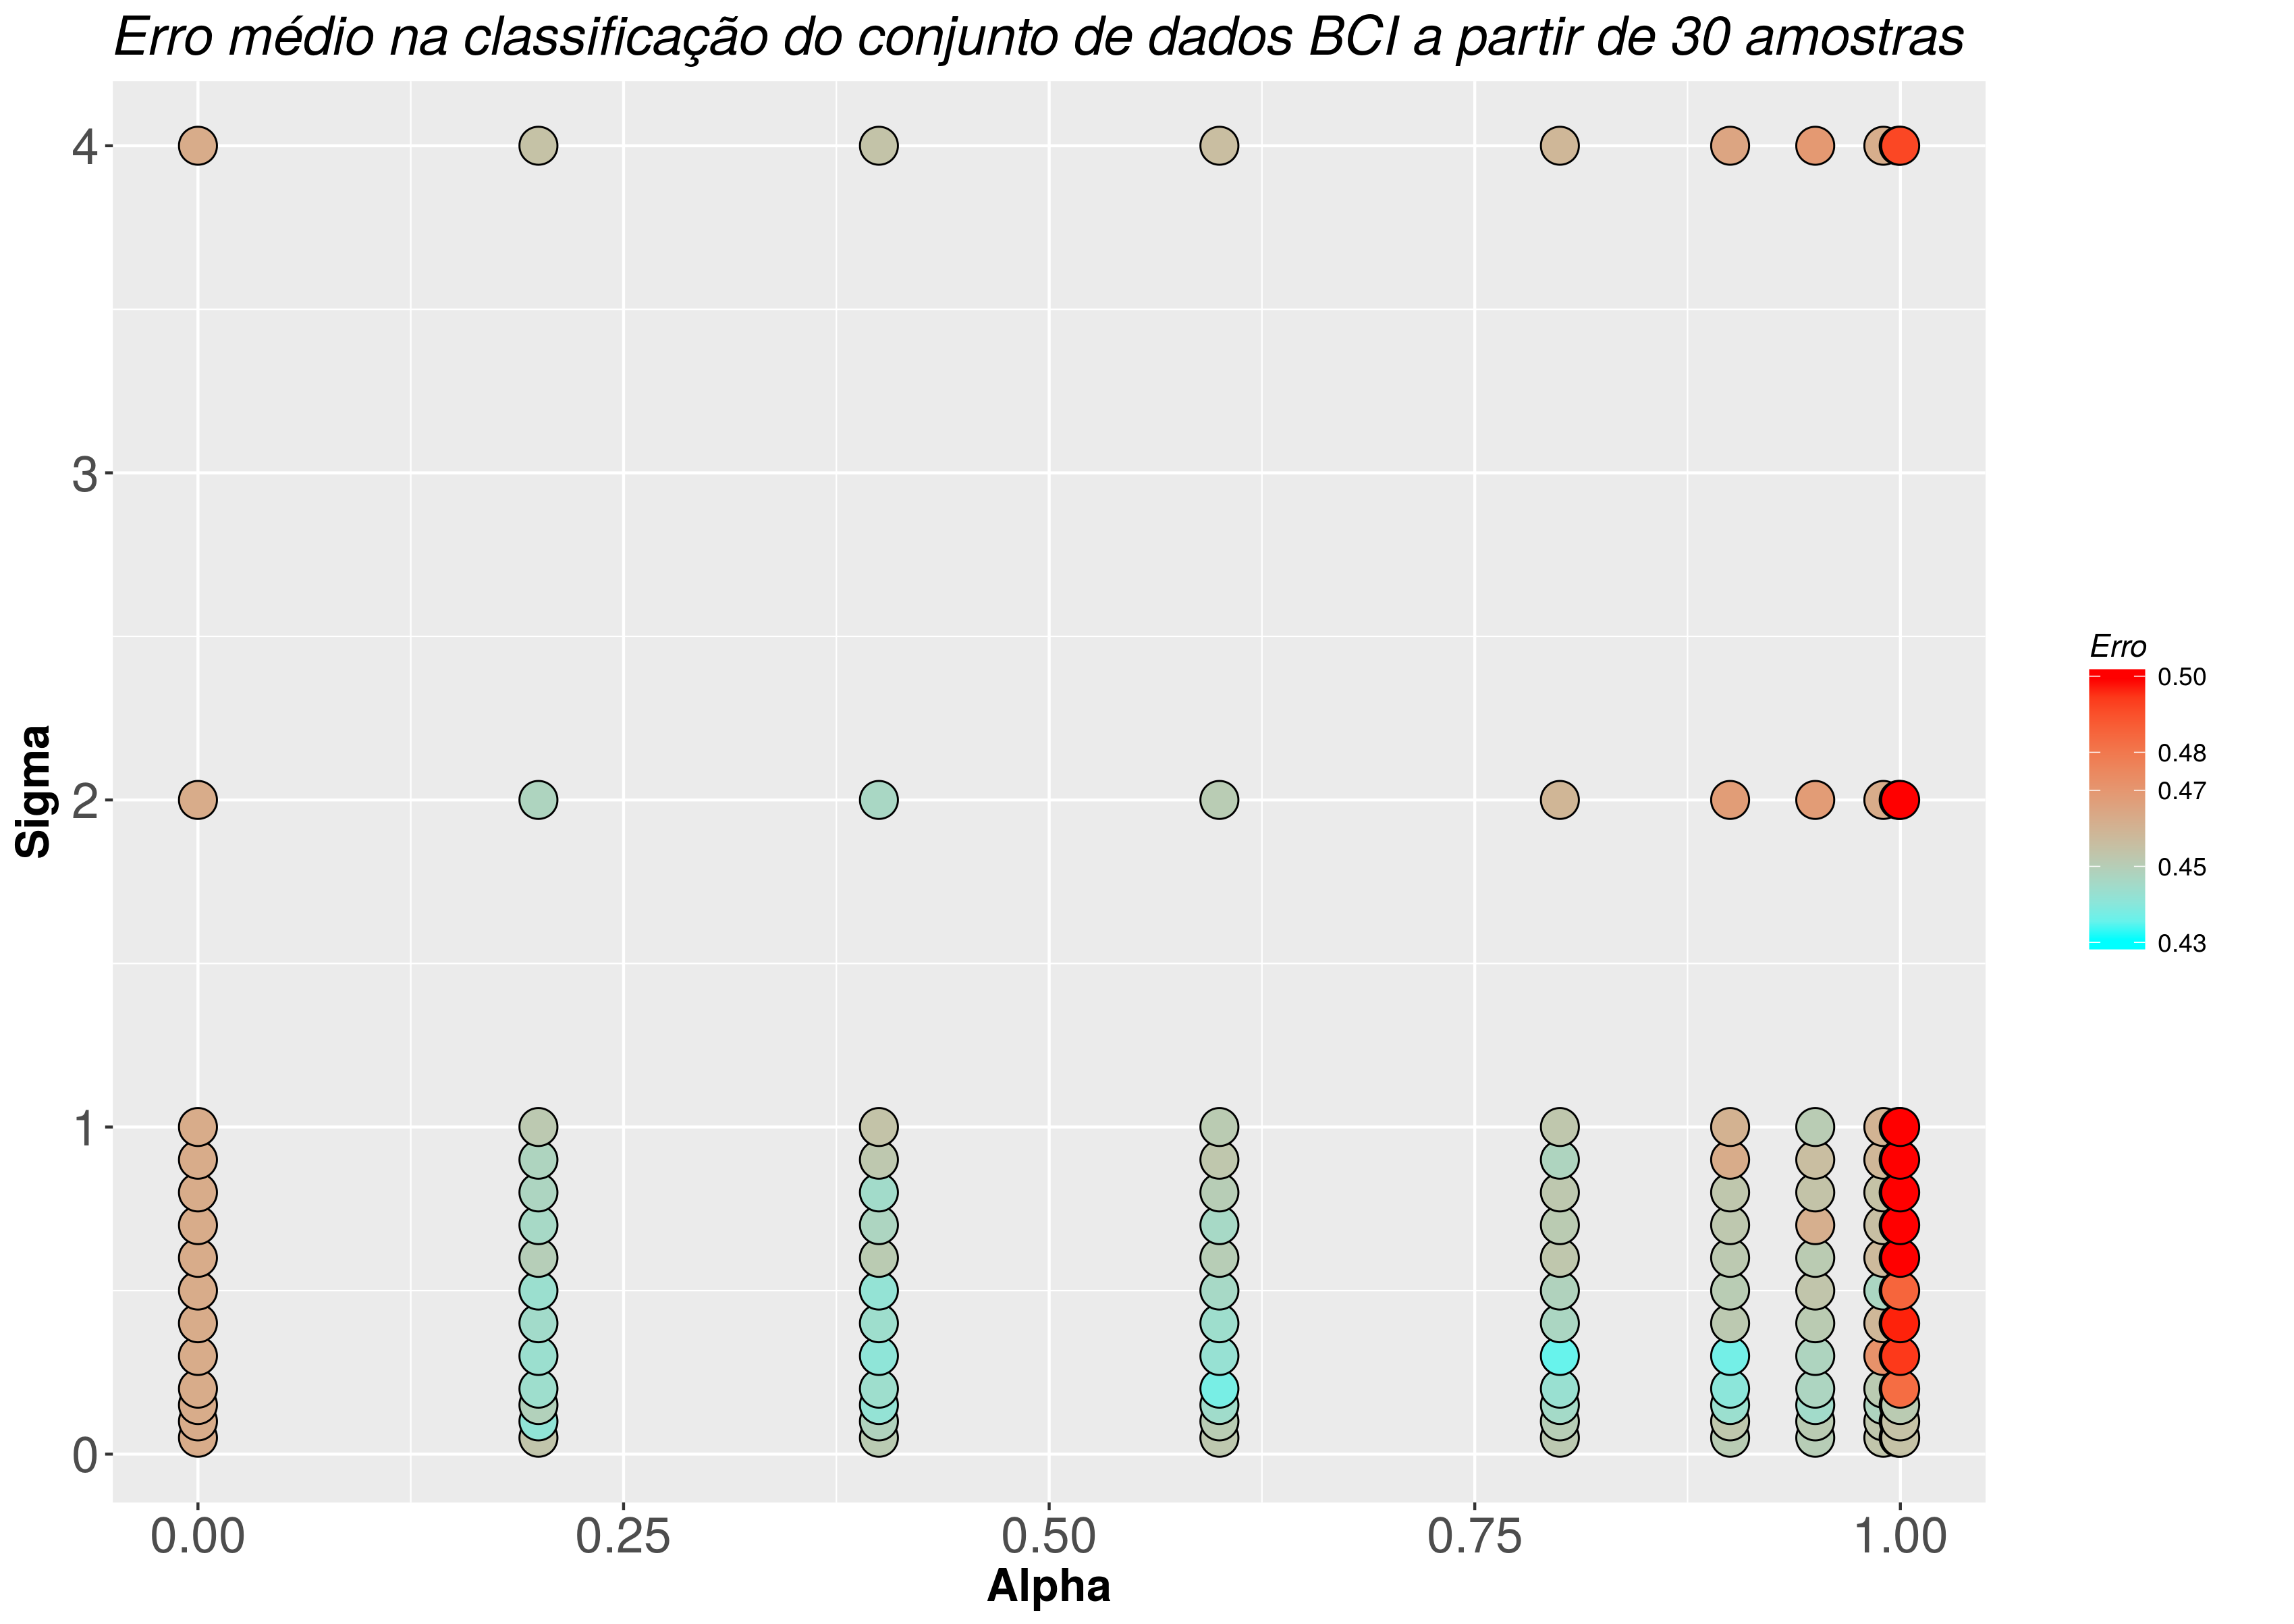 Erro médio na classificação do conjunto de dados BCI a partir de 30 amostras
4
3
2
1
0
Sigma
0.00 0.25 0.50 0.75 1.00
Alpha
Erro
0.50
0.48
0.47
0.45
0.43